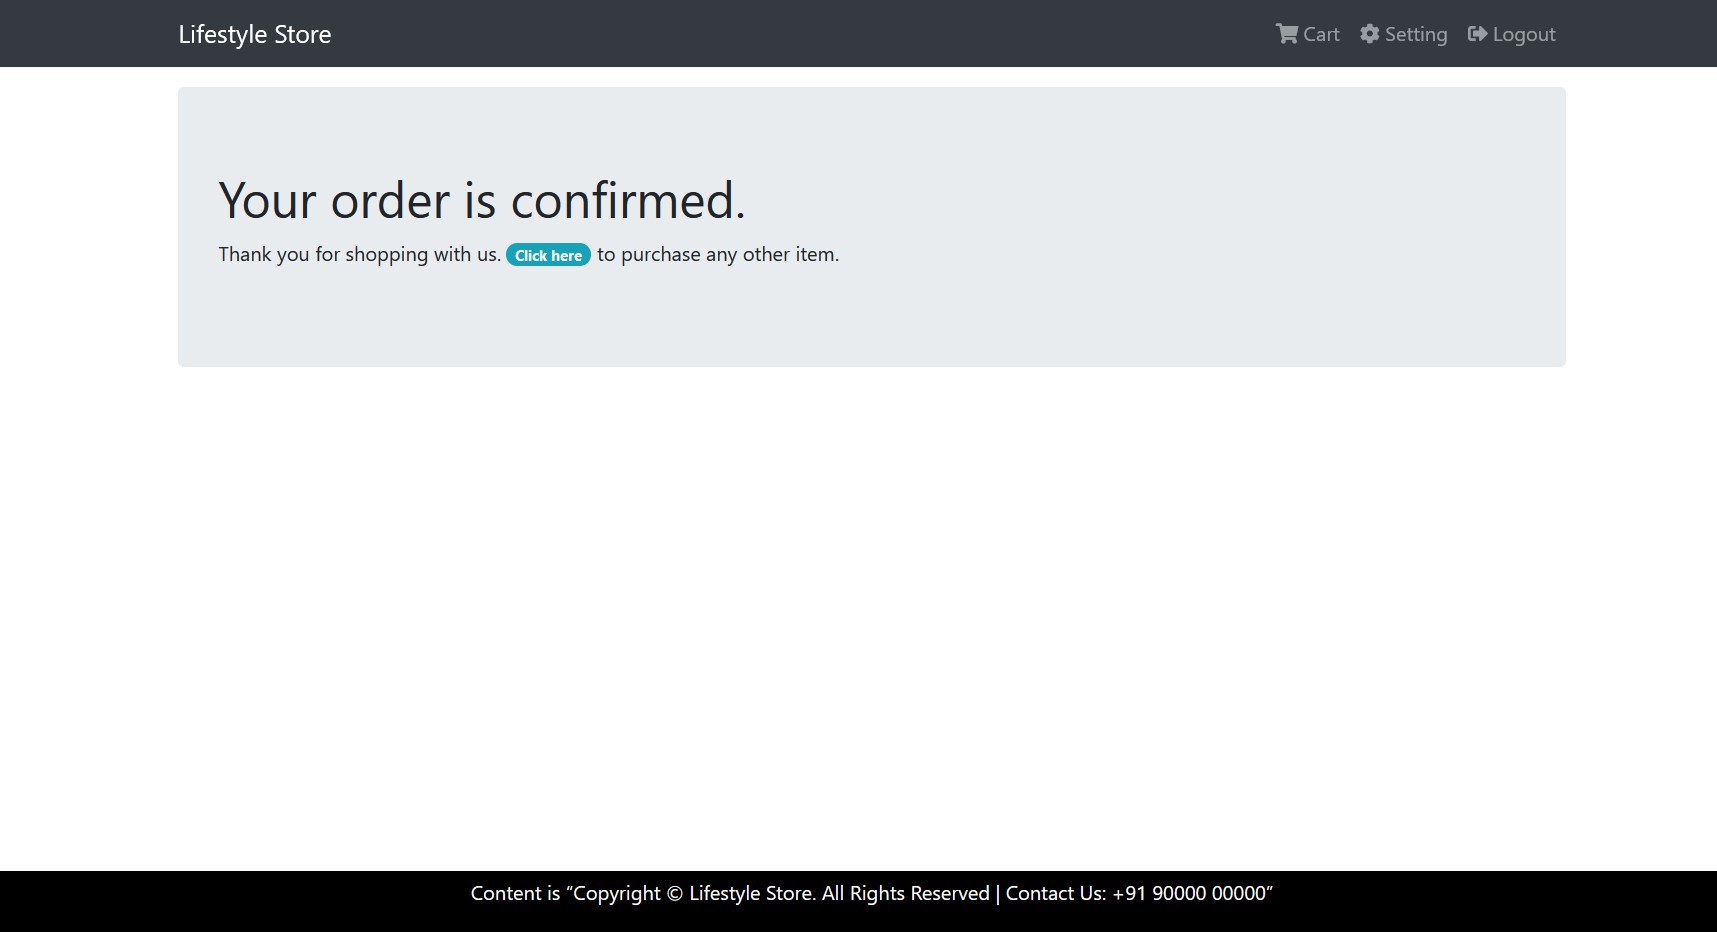 Lifestyle Store
Cart Setting Logout
Your order is confirmed.
Thank you for shopping with us. Click here to purchase any other item.
Content is “Copyright © Lifestyle Store. All Rights Reserved | Contact Us: +91 90000 00000”